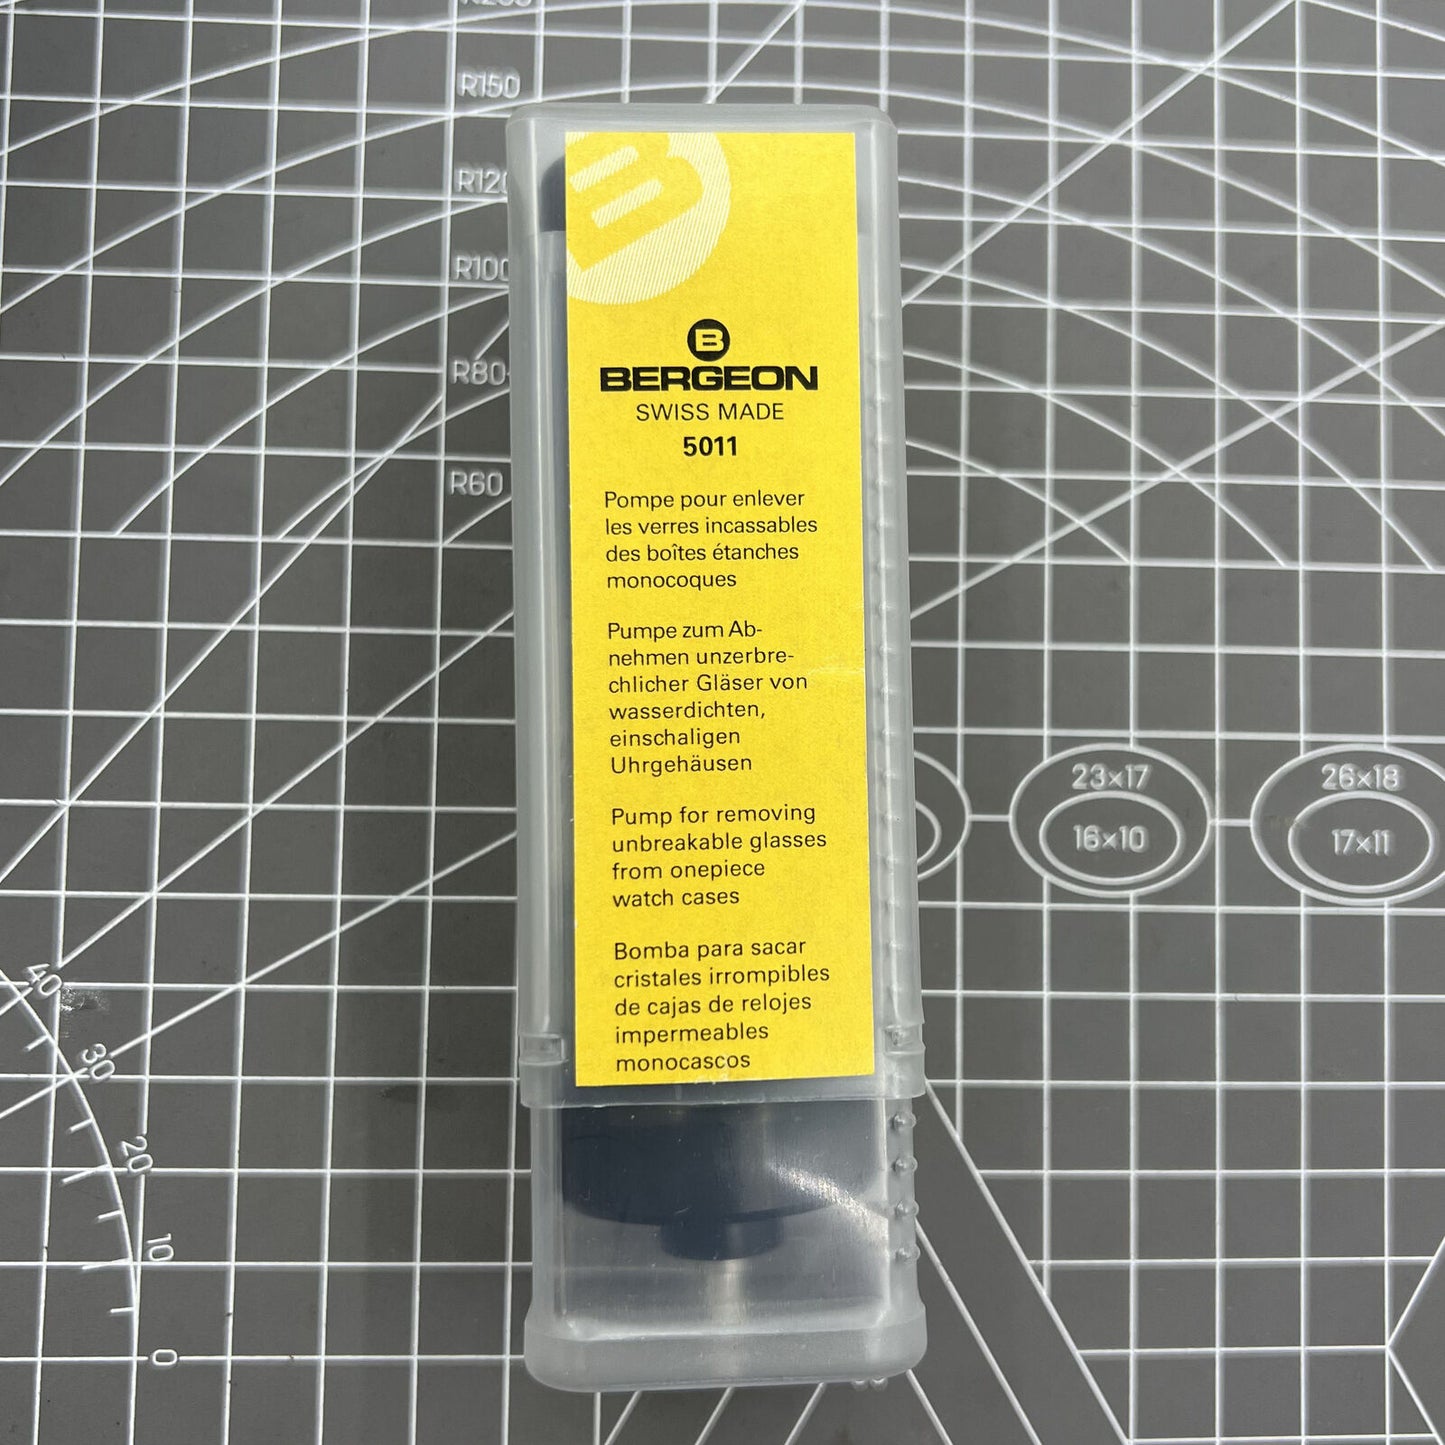 R150
R120
R100
R80
R60
B
BERGEON
SWISS MADE
5011
Pompe pour enlever
les verres incassables
des boîtes étanches
monocoques
Pumpe zum Ab-
nehmen unzerbre-
chlicher Gläser von
wasserdichten,
einschaligen
Uhrgehäusen
Pump for removing
unbreakable glasses
from onepiece
watch cases
Bomba para sacar
cristales irrompibles
de cajas de relojes
impermeables
monocascos
23×17
16×10
26×18
17×11
40
30
20
10
0